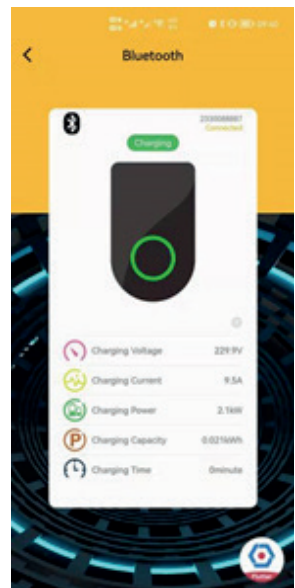 Bluetooth
Connected
Charging
Charging Voltage 229.9V
Charging Current 9.5A
Charging Power 2.1kW
Charging Capacity 0.021kWh
Charging Time 0minute
Flutter